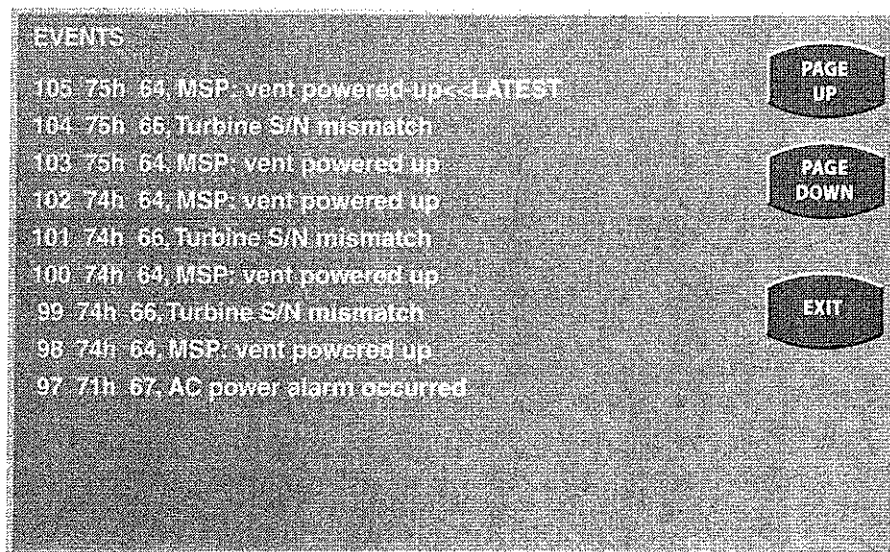 EVENTS
105 75h 64, MSP: vent powered up<<LATEST
104 75h 66, Turbine S/N mismatch
103 75h 64, MSP: vent powered up
102 74h 64, MSP: vent powered up
101 74h 66, Turbine S/N mismatch
100 74h 64, MSP: vent powered up
99 74h 66, Turbine S/N mismatch
98 74h 64, MSP: vent powered up
97 71h 67, AC power alarm occurred
PAGE
UP
PAGE
DOWN
EXIT